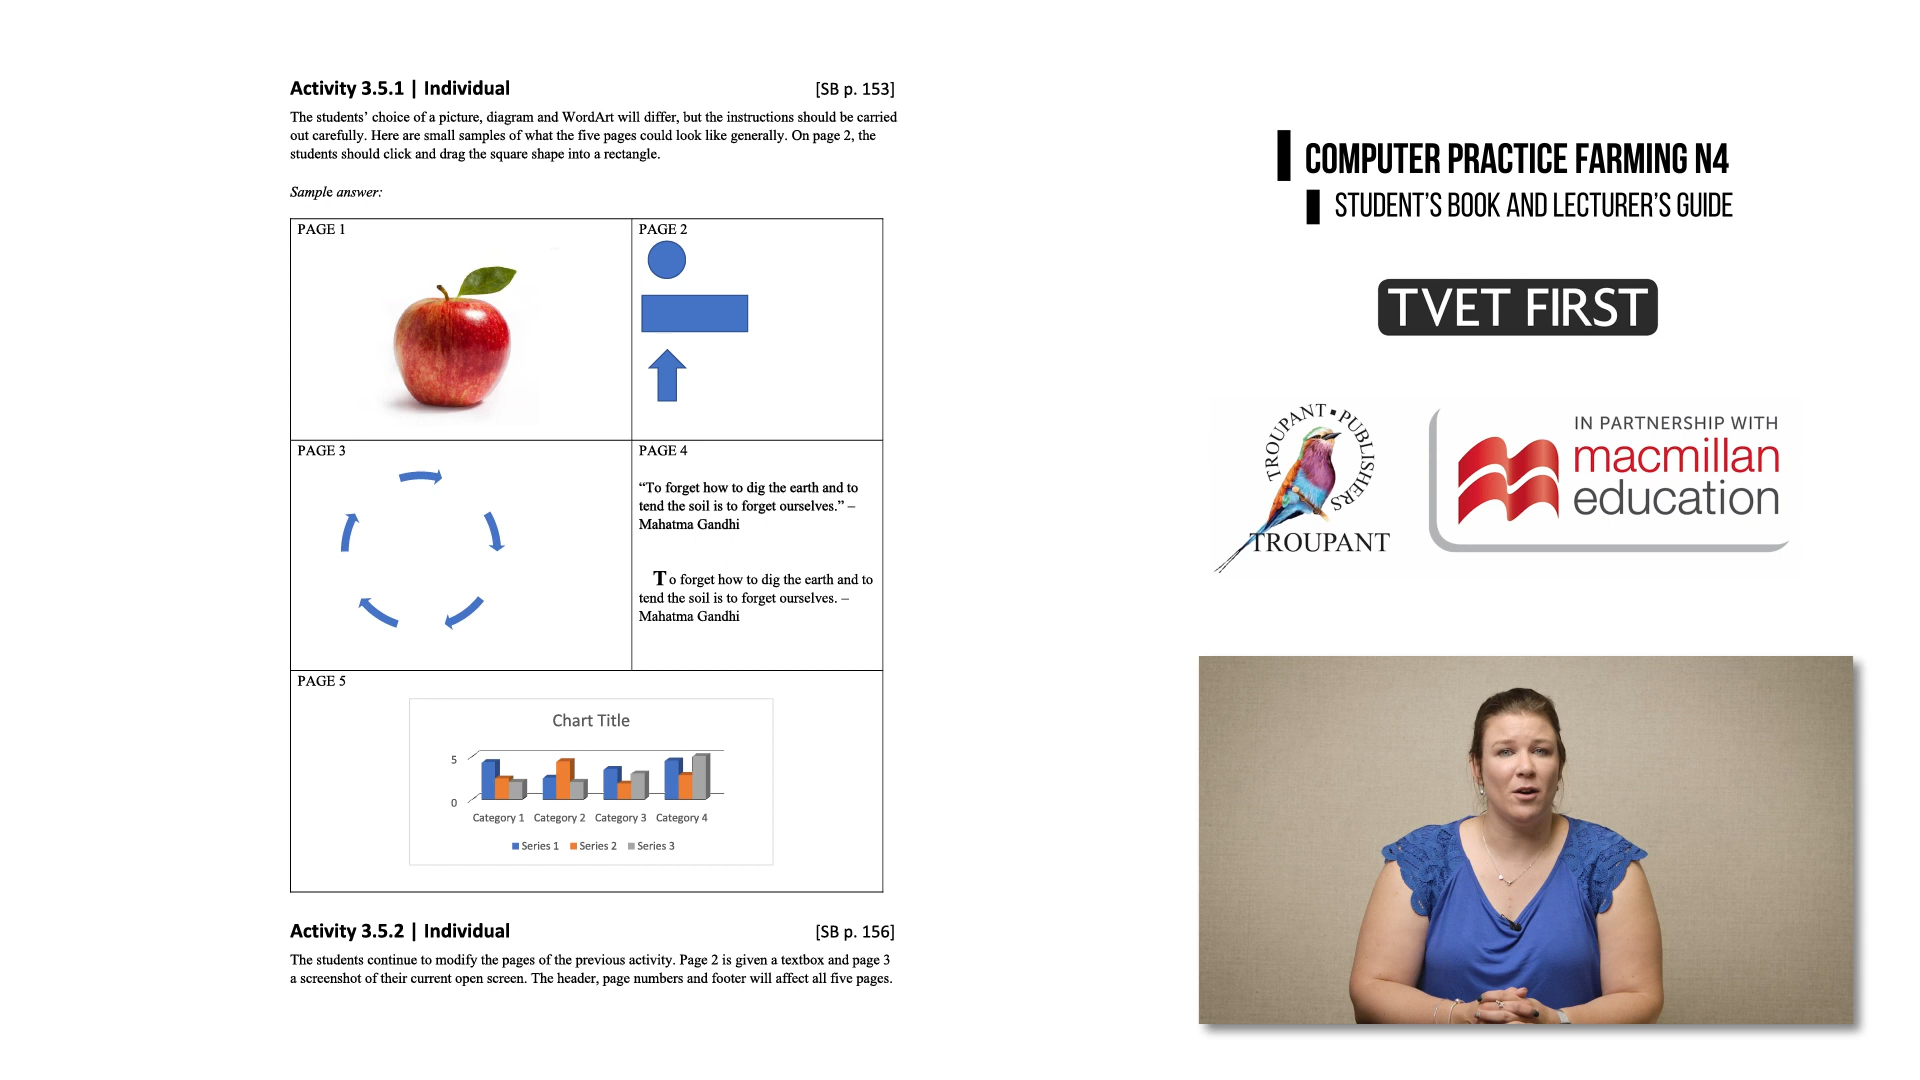 Activity 3.5.1 | Individual [SB p. 153]
The students’ choice of a picture, diagram and WordArt will differ, but the instructions should be carried
out carefully. Here are small samples of what the five pages could look like generally. On page 2, the
students should click and drag the square shape into a rectangle.
Sample answer:
PAGE 1
PAGE 2
PAGE 3
PAGE 4
“To forget how to dig the earth and to
tend the soil is to forget ourselves.” –
Mahatma Gandhi
To forget how to dig the earth and to
tend the soil is to forget ourselves. –
Mahatma Gandhi
PAGE 5
Chart Title
5
0
Category 1 Category 2 Category 3 Category 4
Series 1 Series 2 Series 3
Activity 3.5.2 | Individual [SB p. 156]
The students continue to modify the pages of the previous activity. Page 2 is given a textbox and page 3
a screenshot of their current open screen. The header, page numbers and footer will affect all five pages.
COMPUTER PRACTICE FARMING N4
STUDENT’S BOOK AND LECTURER’S GUIDE
TVET FIRST
TROUPANT PUBLISHERS
TROUPANT
IN PARTNERSHIP WITH
macmillan
education